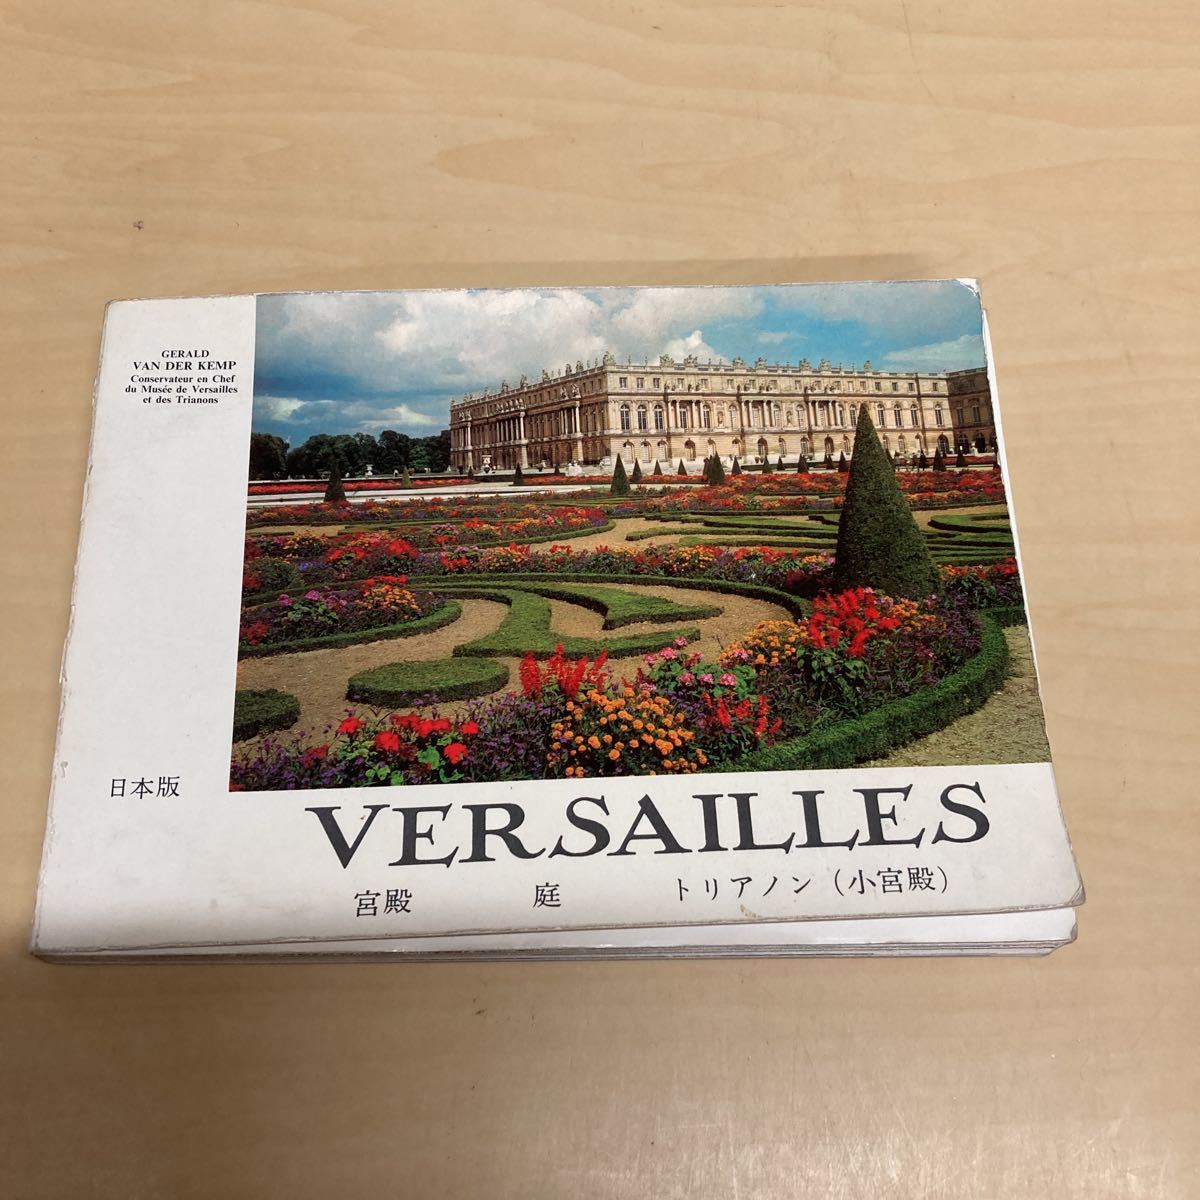 GERALD
VAN DER KEMP
Conservateur en Chef
du Musée de Versailles
et des Trianons
日本版
VERSAILLES
宮殿 庭 トリアノン（小宮殿）